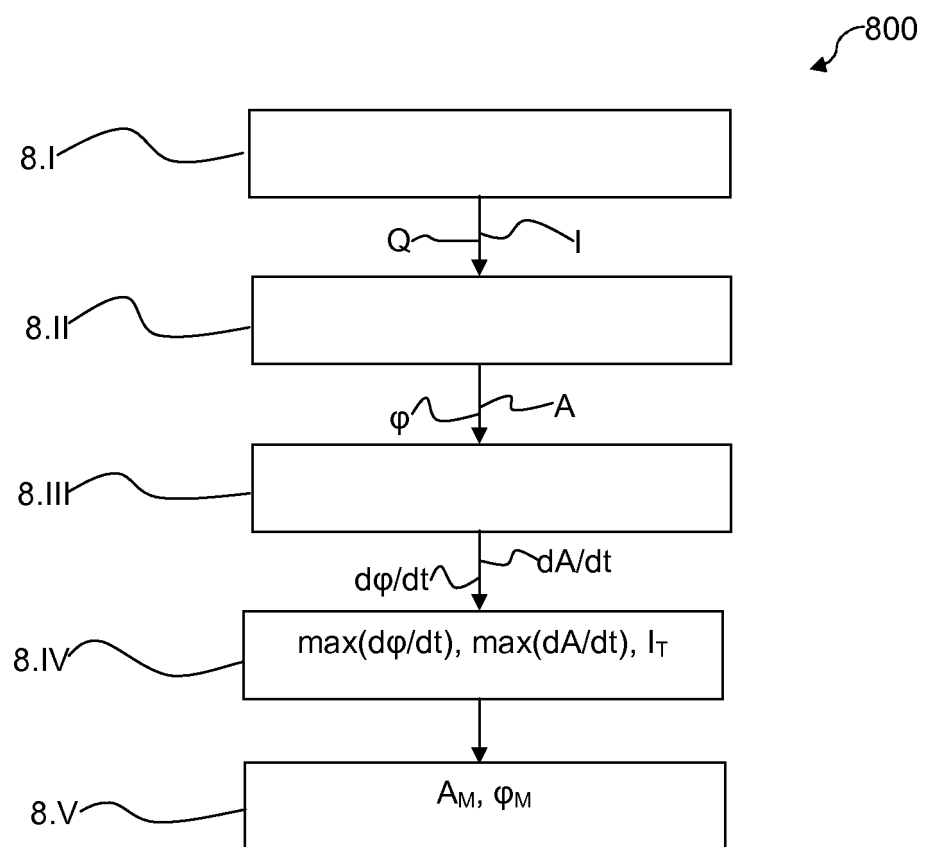 800
8.I
Q I
8.II
φ A
8.III
dφ/dt dA/dt
8.IV max(dφ/dt), max(dA/dt), I_T
8.V A_M, φ_M